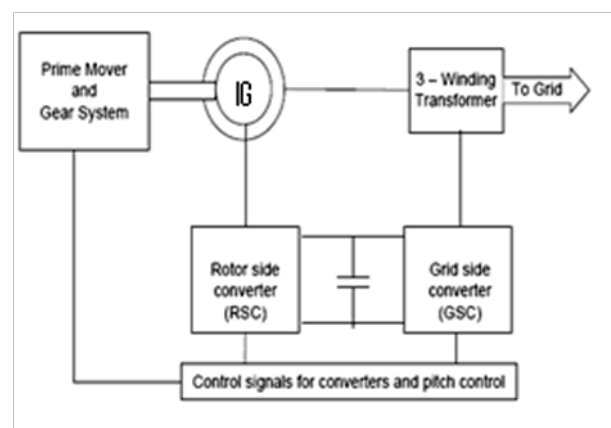 Prime Mover
and
Gear System
IG
3 – Winding
Transformer
To Grid
Rotor side
converter
(RSC)
Grid side
converter
(GSC)
Control signals for converters and pitch control